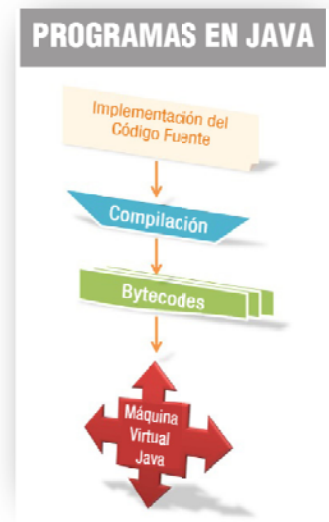 PROGRAMAS EN JAVA
Implementación del
Código Fuente
Compilación
Bytecodes
Máquina
Virtual
Java